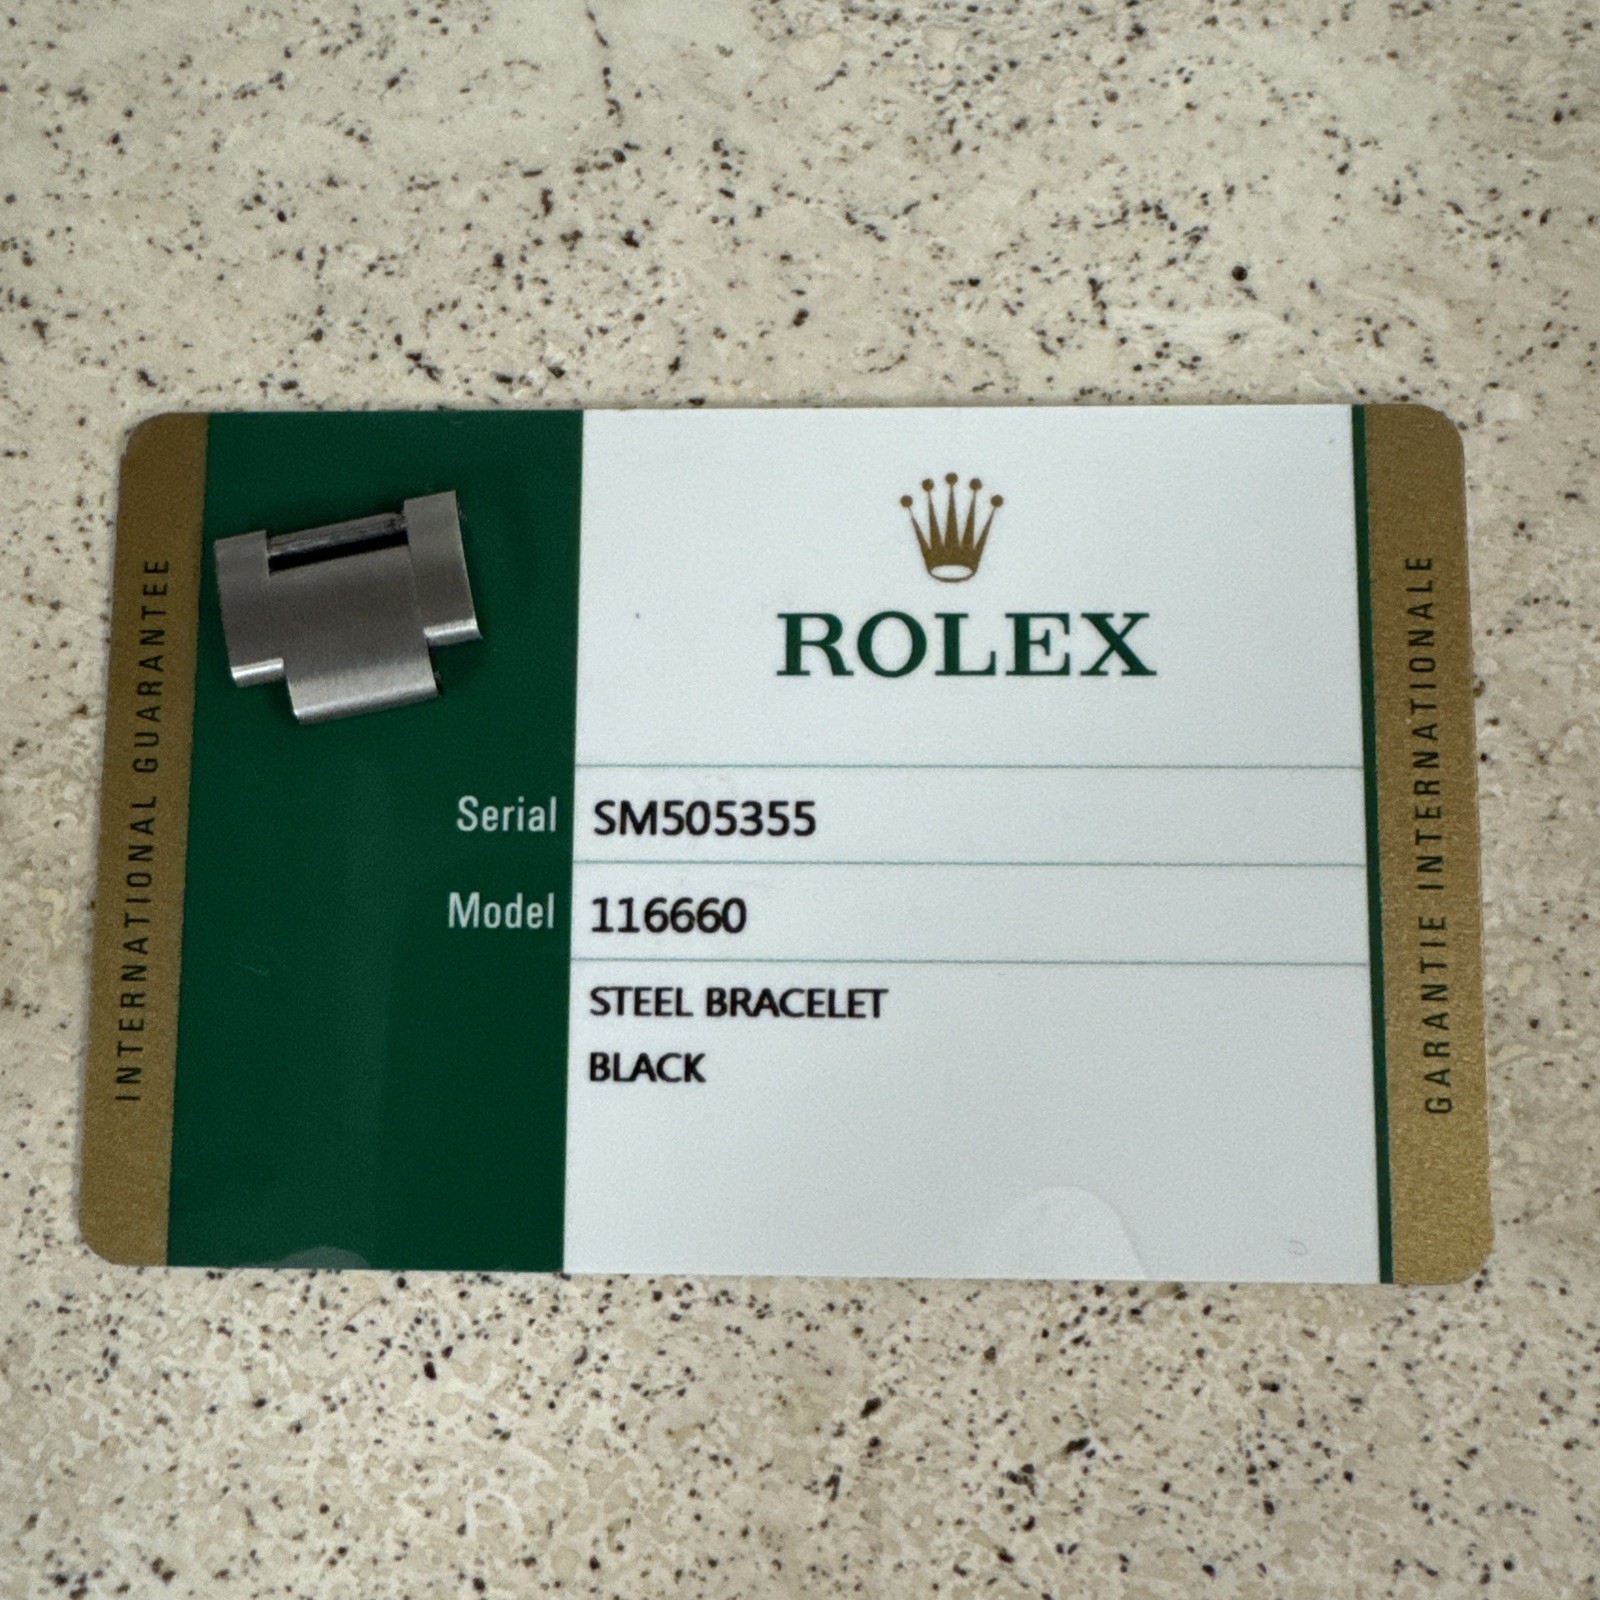 INTERNATIONAL GUARANTEE
ROLEX
Serial SM505355
Model 116660
STEEL BRACELET
BLACK
GARANTIE INTERNATIONALE